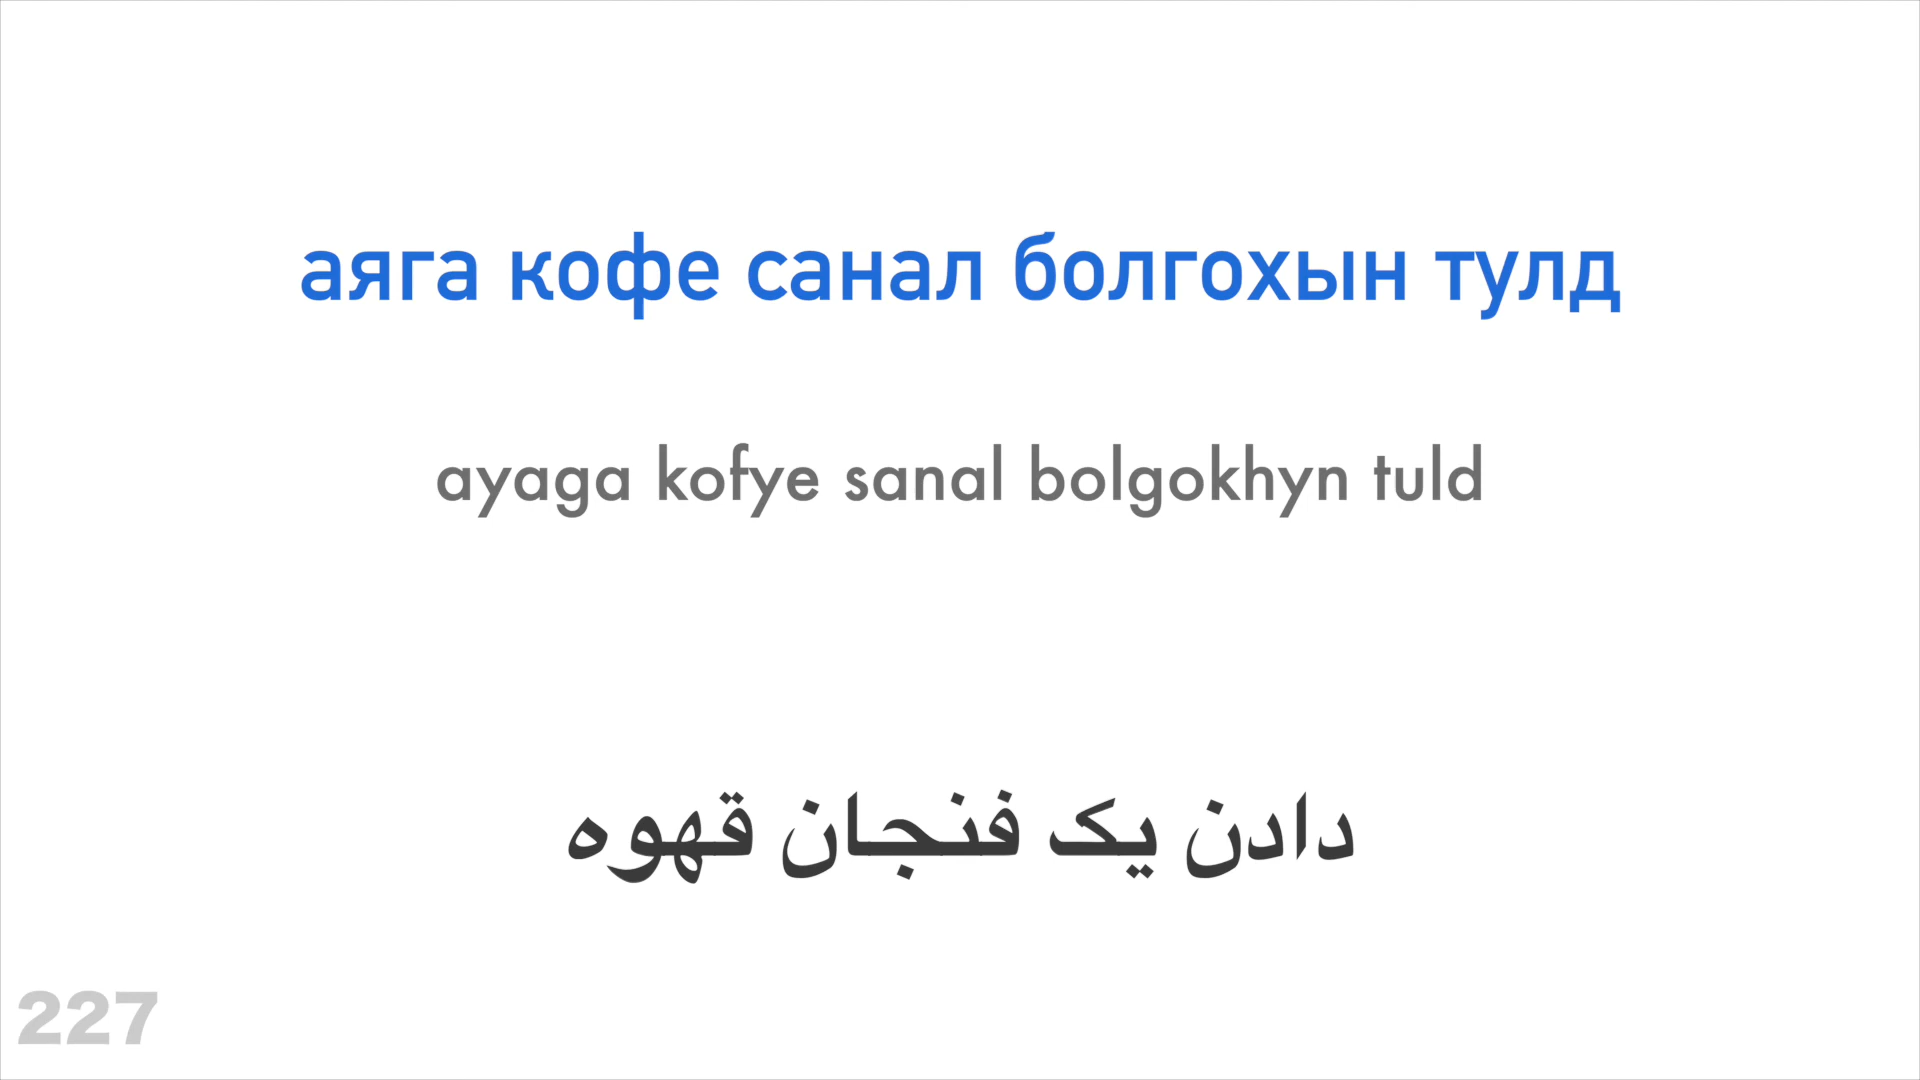 аяга кофе санал болгохын тулд
ayaga kofye sanal bolgokhyn tuld
دادن یک فنجان قهوه
227